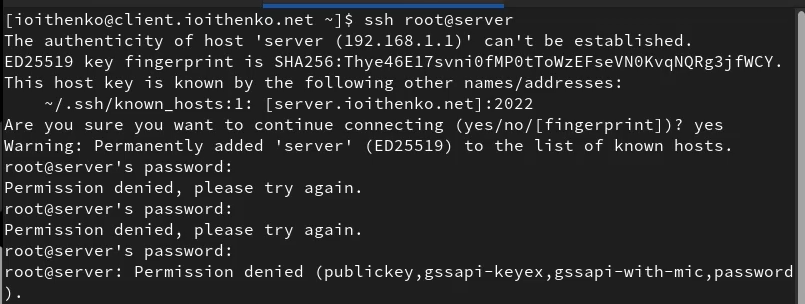 [ioithenko@client.ioithenko.net ~]$ ssh root@server
The authenticity of host 'server (192.168.1.1)' can't be established.
ED25519 key fingerprint is SHA256:Thye46E17svni0fMP0tToWzEFseVN0KvqNQRg3jfWCY.
This host key is known by the following other names/addresses:
    ~/.ssh/known_hosts:1: [server.ioithenko.net]:2022
Are you sure you want to continue connecting (yes/no/[fingerprint])? yes
Warning: Permanently added 'server' (ED25519) to the list of known hosts.
root@server's password:
Permission denied, please try again.
root@server's password:
Permission denied, please try again.
root@server's password:
root@server: Permission denied (publickey,gssapi-keyex,gssapi-with-mic,password
).